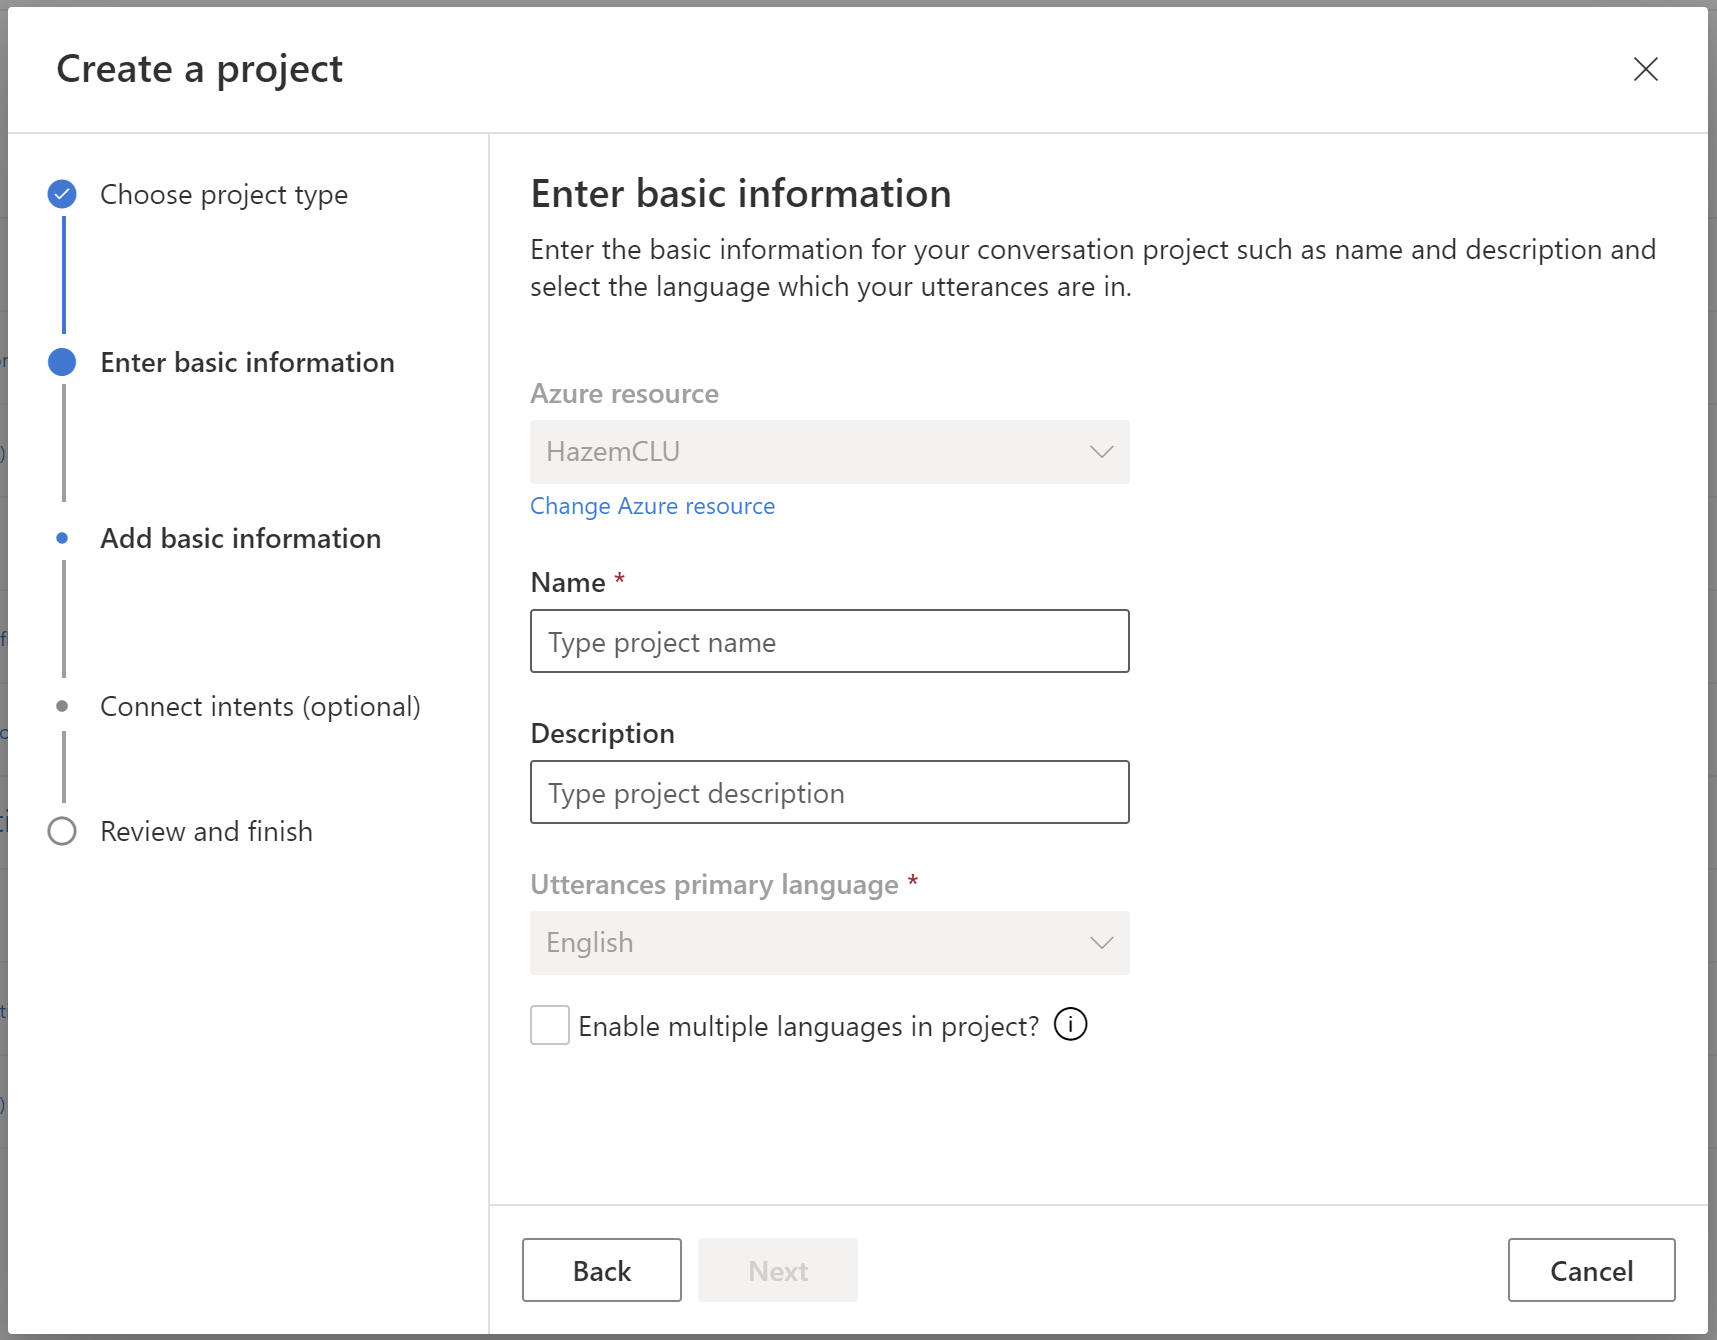 Create a project
Choose project type
Enter basic information
Add basic information
Connect intents (optional)
Review and finish
Enter basic information
Enter the basic information for your conversation project such as name and description and
select the language which your utterances are in.
Azure resource
HazemCLU
Change Azure resource
Name *
Type project name
Description
Type project description
Utterances primary language *
English
Enable multiple languages in project?
Back
Next
Cancel